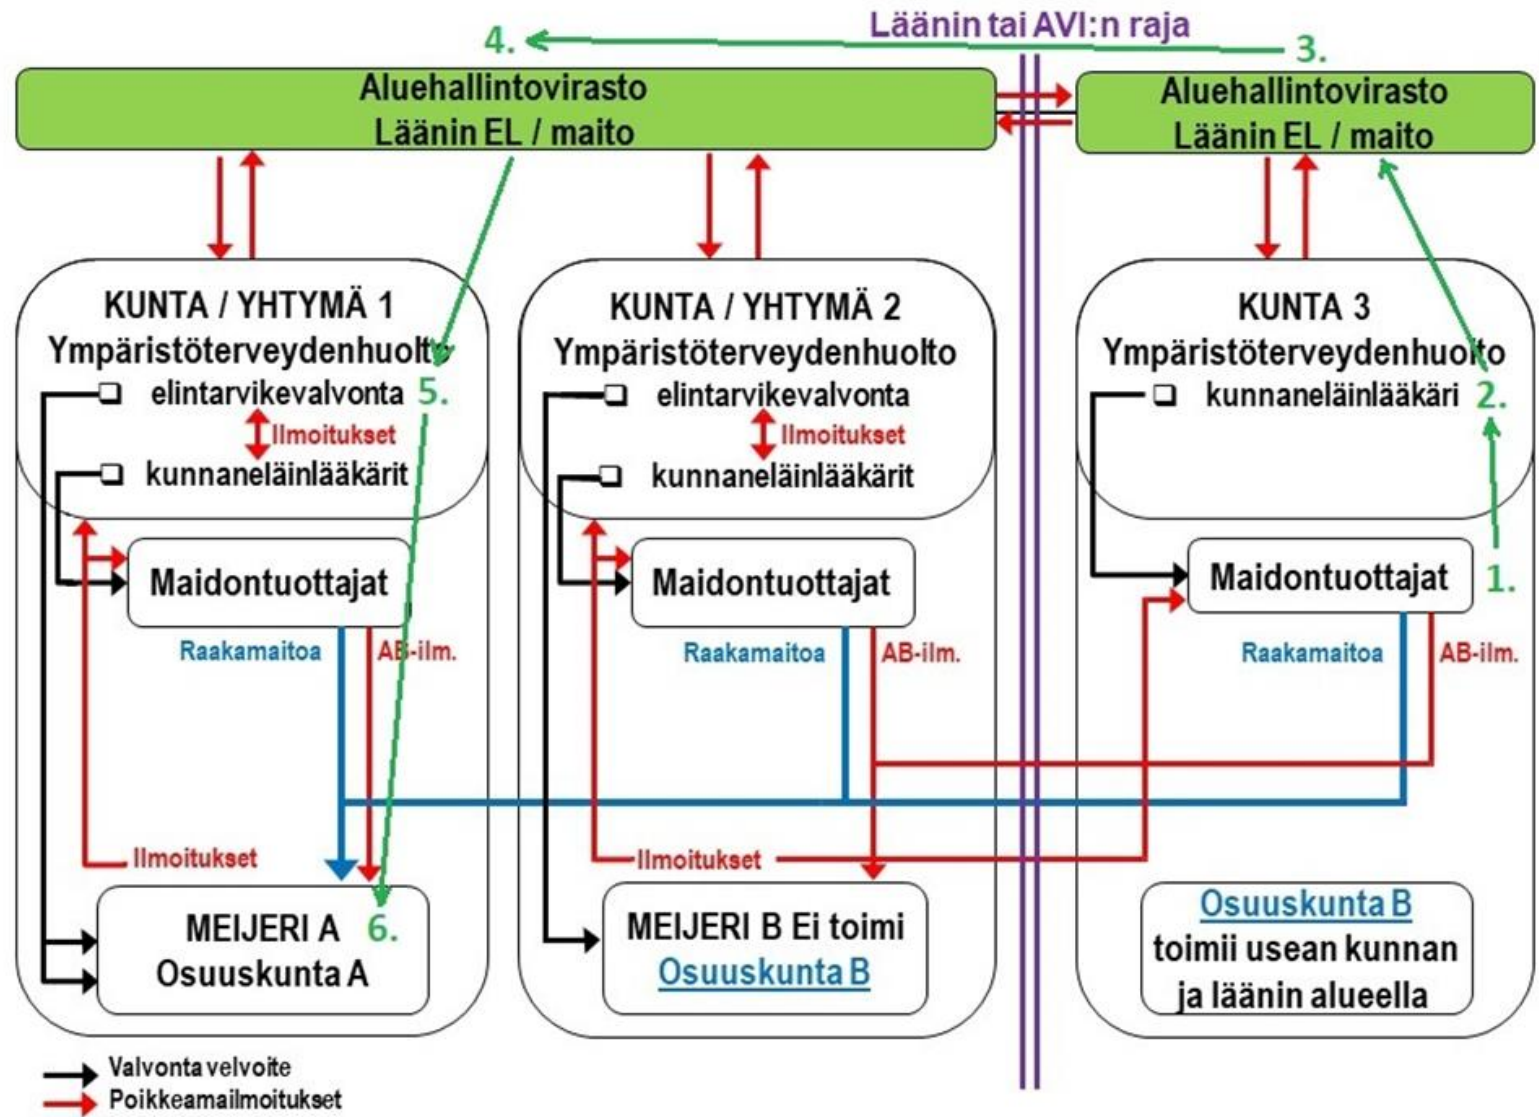 Läänin tai AVI:n raja
4.
3.
Aluehallintovirasto
Läänin EL / maito
Aluehallintovirasto
Läänin EL / maito
KUNTA / YHTYMÄ 1
Ympäristöterveydenhuolto
elintarvikevalvonta 5.
Ilmoitukset
kunnaneläinlääkärit
Maidontuottajat
Raakamaitoa
AB-ilm.
Ilmoitukset
MEIJERI A 6.
Osuuskunta A
KUNTA / YHTYMÄ 2
Ympäristöterveydenhuolto
elintarvikevalvonta
Ilmoitukset
kunnaneläinlääkärit
Maidontuottajat
Raakamaitoa
AB-ilm.
Ilmoitukset
MEIJERI B Ei toimi
Osuuskunta B
KUNTA 3
Ympäristöterveydenhuolto
kunnaneläinlääkäri 2.
Maidontuottajat 1.
Raakamaitoa
AB-ilm.
Osuuskunta B
toimii usean kunnan
ja läänin alueella
Valvonta velvoite
Poikkeamailmoitukset